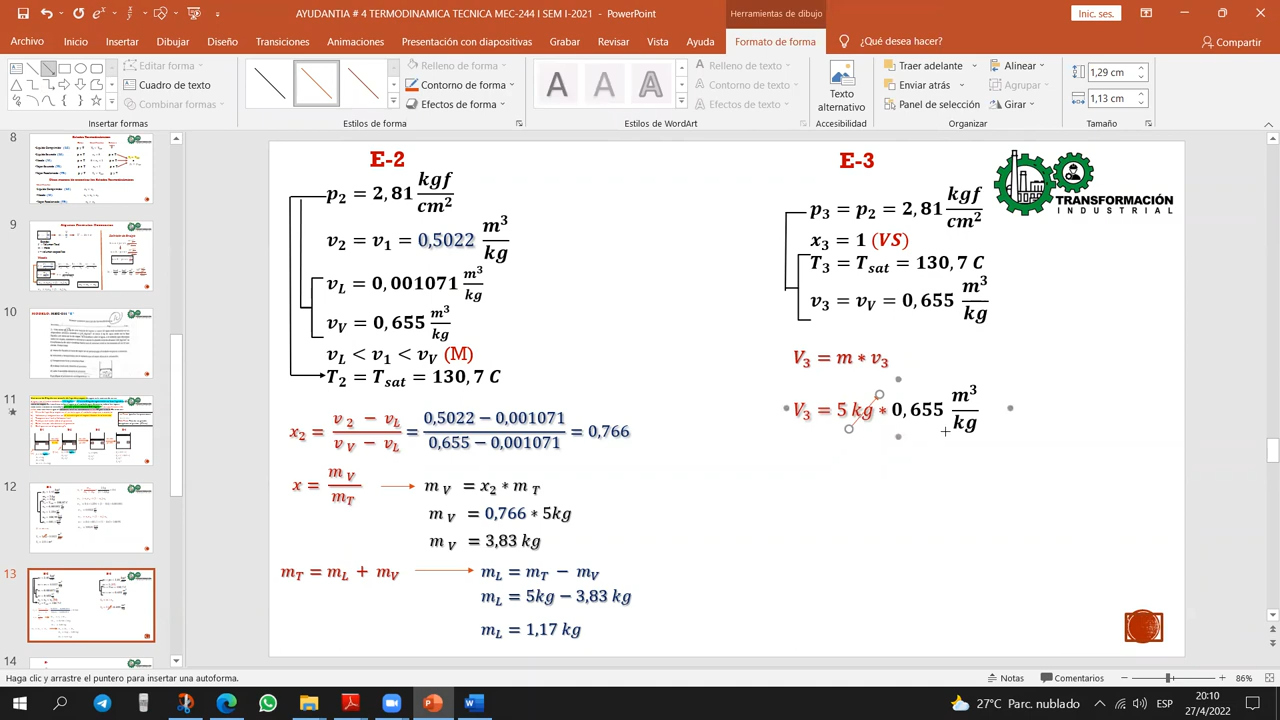 AYUDANTIA # 4 TERMODINAMICA TECNICA MEC-244 I SEM I-2021 - PowerPoint
Herramientas de dibujo
Inic. ses.
Archivo Inicio Insertar Dibujar Diseño Transiciones Animaciones Presentación con diapositivas Grabar Revisar Vista Ayuda Formato de forma ¿Qué desea hacer? Compartir
Editar forma
Cuadro de texto
Combinar formas
Insertar formas
Relleno de forma
Contorno de forma
Efectos de forma
Estilos de forma
Relleno de texto
Contorno de texto
Efectos de texto
Estilos de WordArt
Texto alternativo
Accesibilidad
Traer adelante
Enviar atrás
Panel de selección
Alinear
Agrupar
Girar
Organizar
1,29 cm
1,13 cm
Tamaño
8
9
10
11
12
13
14
E-2
p₂ = 2,81 kgf/cm²
v₂ = v₁ = 0,5022 m³/kg
v_L = 0,001071 m³/kg
v_V = 0,655 m³/kg
v_L < v₁ < v_V (M)
T₂ = T_sat = 130,7 C
x₂ = (v₂ − v_L)/(v_V − v_L) = (0,5022 − 0,001071)/(0,655 − 0,001071) = 0,766
x = m_V/m_T
m_V = x₂ * m_T
m_V = 0,766 * 5kg
m_V = 3,83 kg
m_T = m_L + m_V
m_L = m_T − m_V
m_L = 5kg − 3,83 kg
m_L = 1,17 kg
E-3
p₃ = p₂ = 2,81 kgf/cm²
x₃ = 1 (VS)
T₃ = T_sat = 130,7 C
v₃ = v_V = 0,655 m³/kg
V₃ = m * v₃
V₃ = 5 kg * 0,655 m³/kg
TRANSFORMACIÓN
INDUSTRIAL
Haga clic y arrastre el puntero para insertar una autoforma.
Notas
Comentarios
86%
27°C Parc. nublado
ESP
20:10
27/4/2022